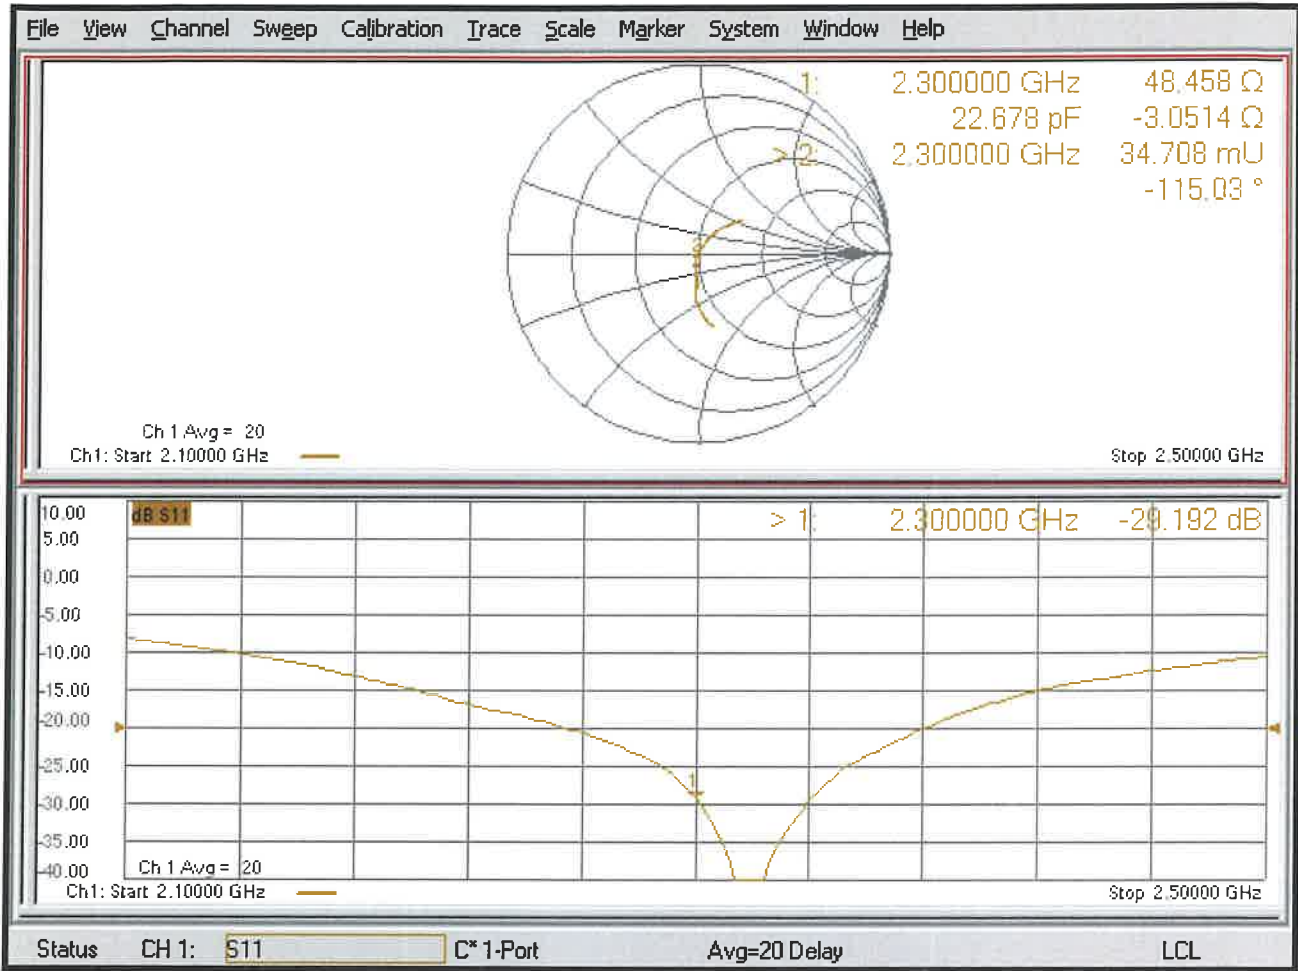 File View Channel Sweep Calibration Trace Scale Marker System Window Help
1: 2.300000 GHz 48.458 Ω
22.678 pF -3.0514 Ω
> 2: 2.300000 GHz 34.708 mU
-115.03 °
Ch 1 Avg = 20
Ch1: Start 2.10000 GHz
Stop 2.50000 GHz
10.00
dB S11
> 1: 2.300000 GHz -29.192 dB
5.00
0.00
-5.00
-10.00
-15.00
-20.00
-25.00
1
-30.00
-35.00
-40.00
Ch 1 Avg = 20
Ch1: Start 2.10000 GHz
Stop 2.50000 GHz
Status CH 1: S11 C* 1-Port Avg=20 Delay LCL